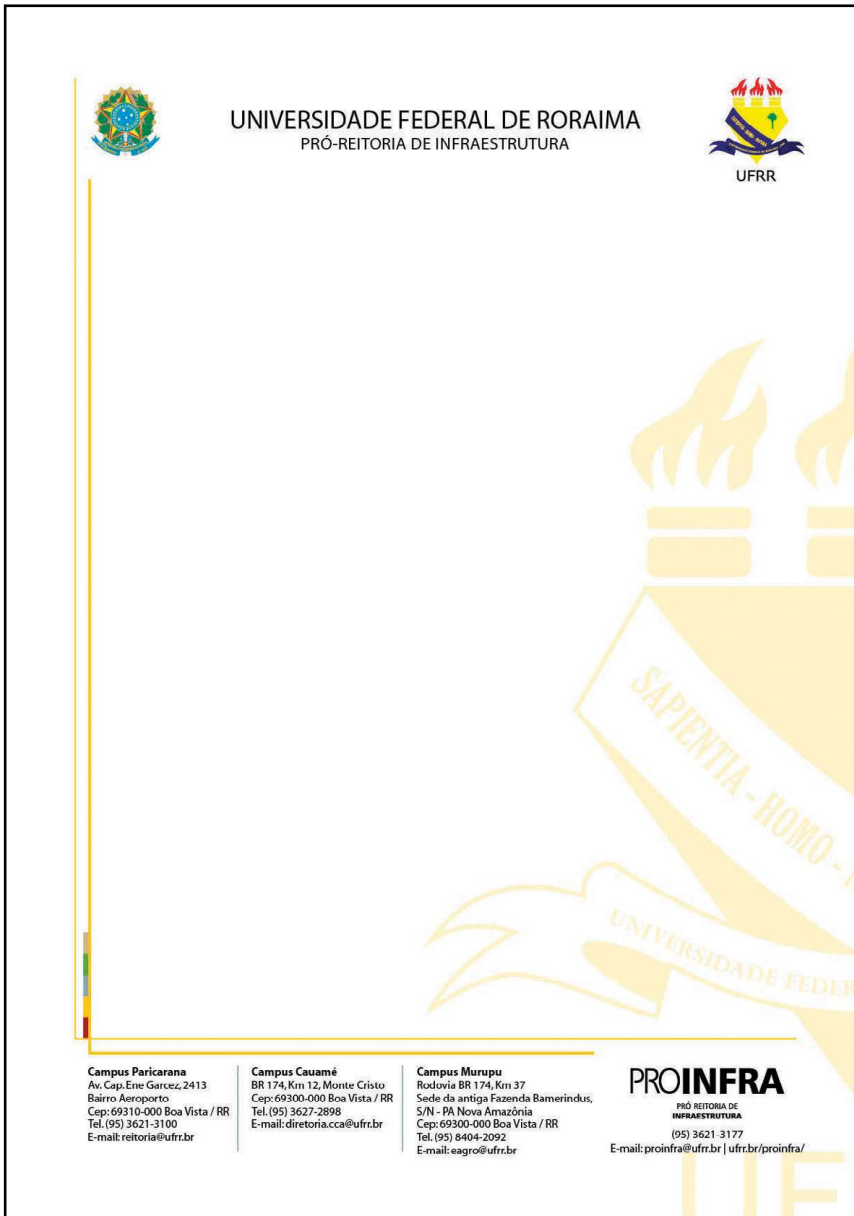 UNIVERSIDADE FEDERAL DE RORAIMA
PRÓ-REITORIA DE INFRAESTRUTURA
UFRR
SAPIENTIA - HOMO -
UNIVERSIDADE FEDER
Campus Paricarana
Av. Cap. Ene Garcez, 2413
Bairro Aeroporto
Cep: 69310-000 Boa Vista / RR
Tel. (95) 3621-3100
E-mail: reitoria@ufrr.br
Campus Cauamé
BR 174, Km 12, Monte Cristo
Cep: 69300-000 Boa Vista / RR
Tel. (95) 3627-2898
E-mail: diretoria.cca@ufrr.br
Campus Murupu
Rodovia BR 174, Km 37
Sede da antiga Fazenda Bamerindus,
S/N - PA Nova Amazônia
Cep: 69300-000 Boa Vista / RR
Tel. (95) 8404-2092
E-mail: eagro@ufrr.br
PROINFRA
PRÓ REITORIA DE
INFRAESTRUTURA
(95) 3621-3177
E-mail: proinfra@ufrr.br | ufrr.br/proinfra/
UF